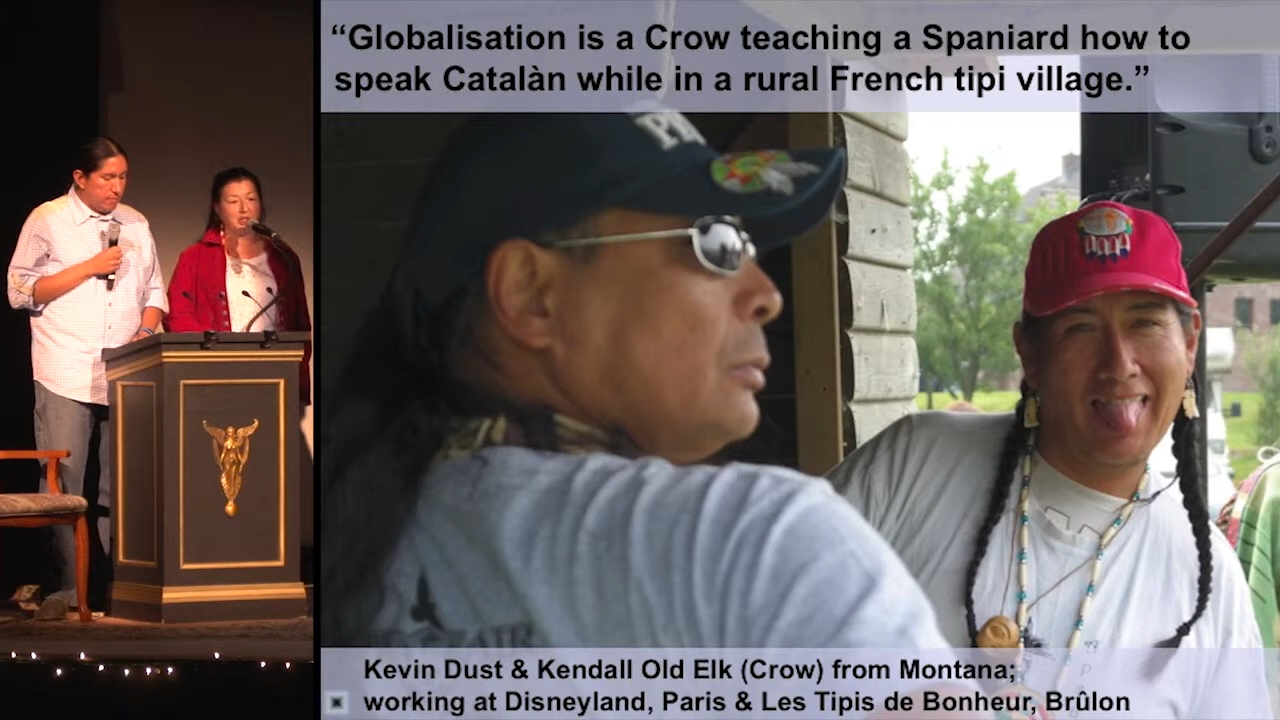 “Globalisation is a Crow teaching a Spaniard how to
speak Catalàn while in a rural French tipi village.”
Kevin Dust & Kendall Old Elk (Crow) from Montana;
working at Disneyland, Paris & Les Tipis de Bonheur, Brûlon